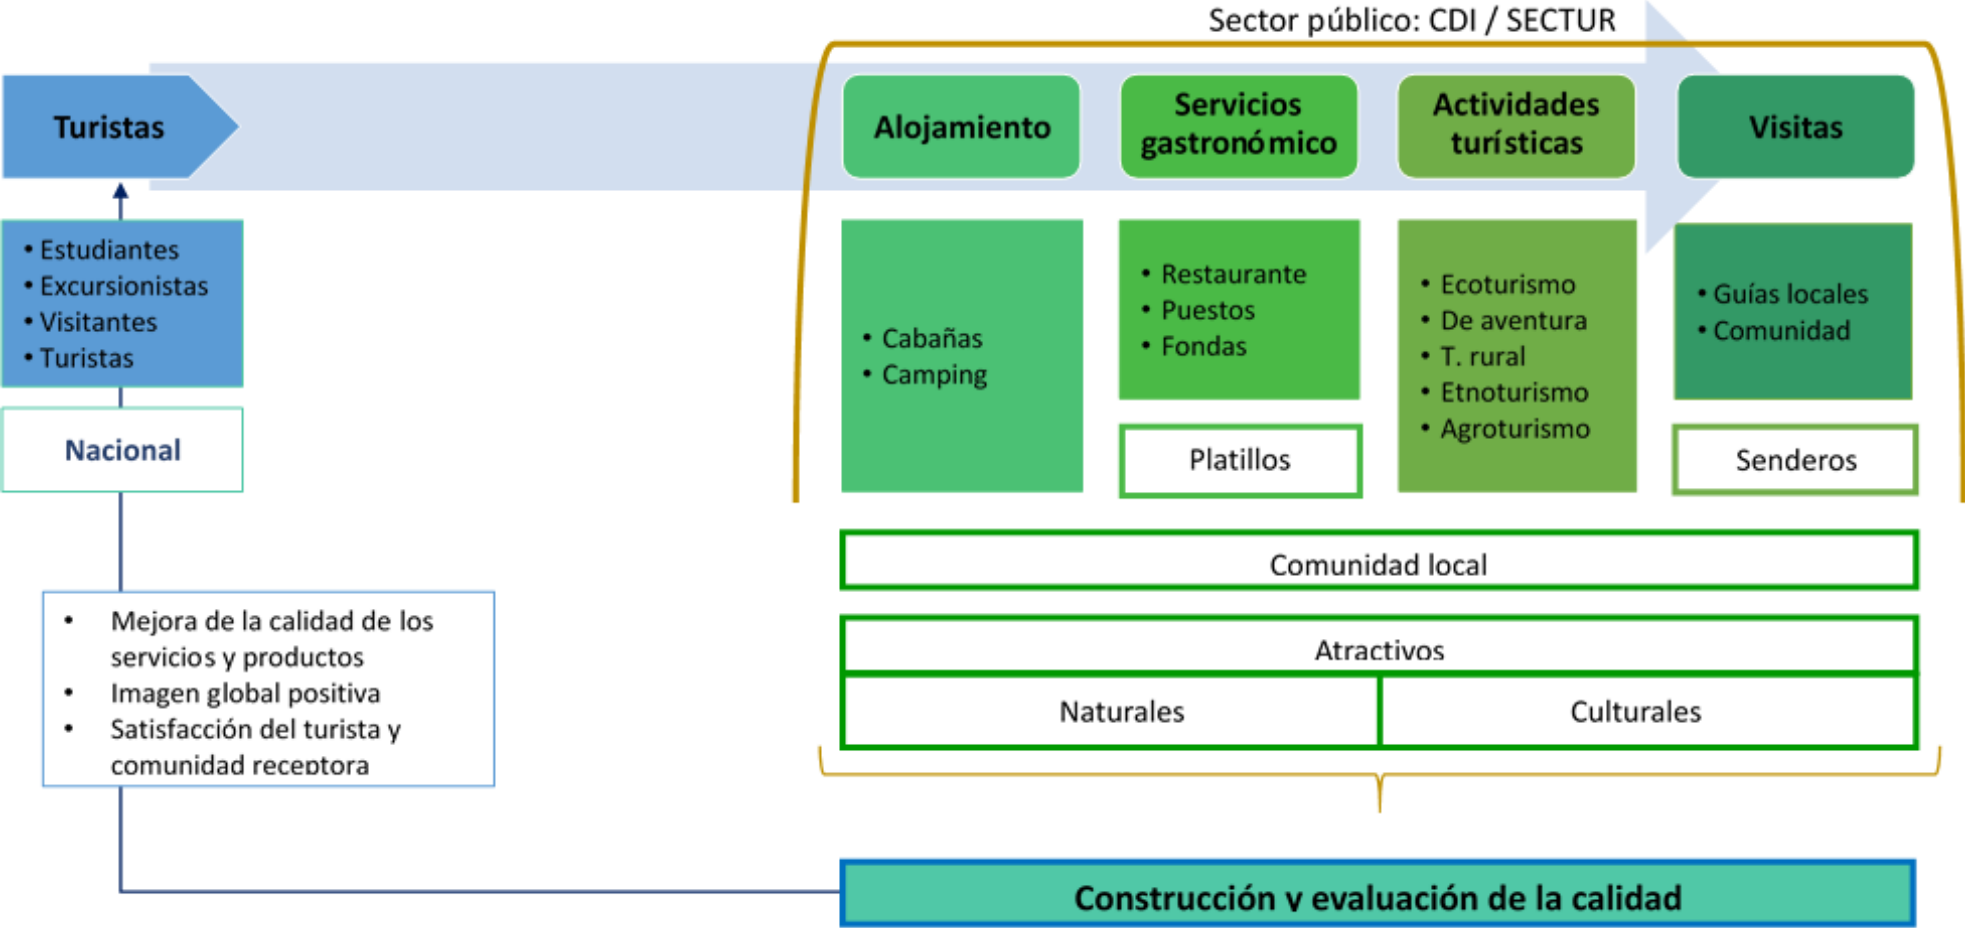 Sector público: CDI / SECTUR
Turistas
Alojamiento
Servicios
gastronómico
Actividades
turísticas
Visitas
• Estudiantes
• Excursionistas
• Visitantes
• Turistas
Nacional
• Cabañas
• Camping
• Restaurante
• Puestos
• Fondas
Platillos
• Ecoturismo
• De aventura
• T. rural
• Etnoturismo
• Agroturismo
• Guías locales
• Comunidad
Senderos
Comunidad local
Atractivos
Naturales
Culturales
• Mejora de la calidad de los
servicios y productos
• Imagen global positiva
• Satisfacción del turista y
comunidad receptora
Construcción y evaluación de la calidad